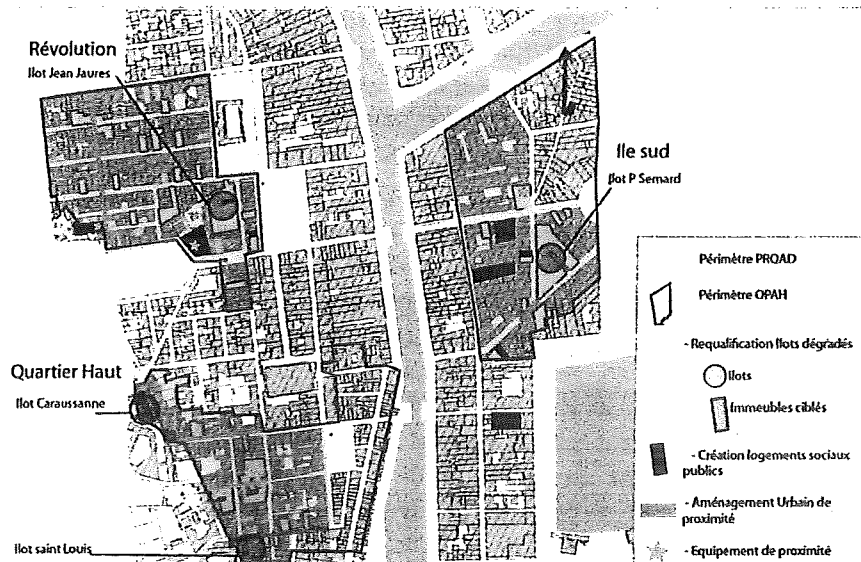 Révolution
Ilot Jean Jaures
Ile sud
Ilot P Semard
Quartier Haut
Ilot Caraussanne
Ilot saint Louis
Périmètre PRQAD
Périmètre OPAH
- Requalification îlots dégradés
Ilots
Immeubles ciblés
- Création logements sociaux
publics
- Aménagement Urbain de
proximité
- Equipement de proximité